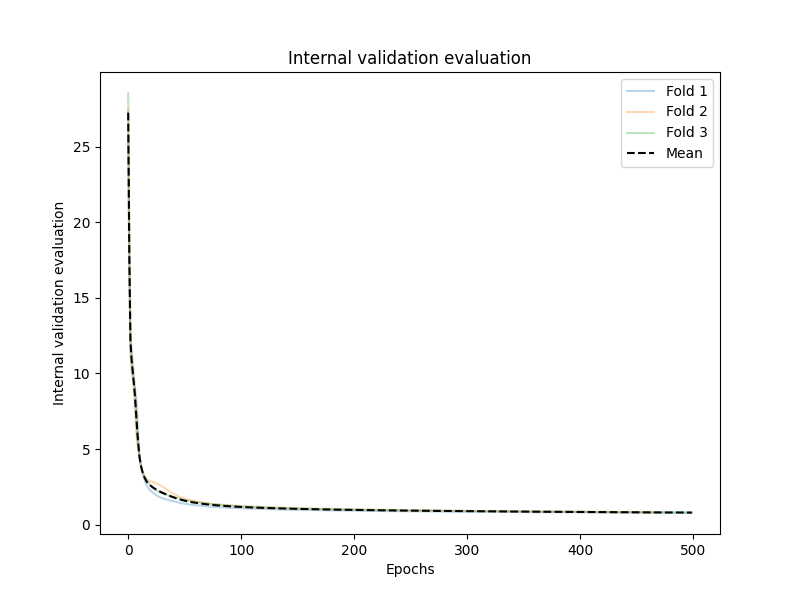 Internal validation evaluation
Fold 1
Fold 2
Fold 3
Mean
Internal validation evaluation
25
20
15
10
5
0
0 100 200 300 400 500
Epochs